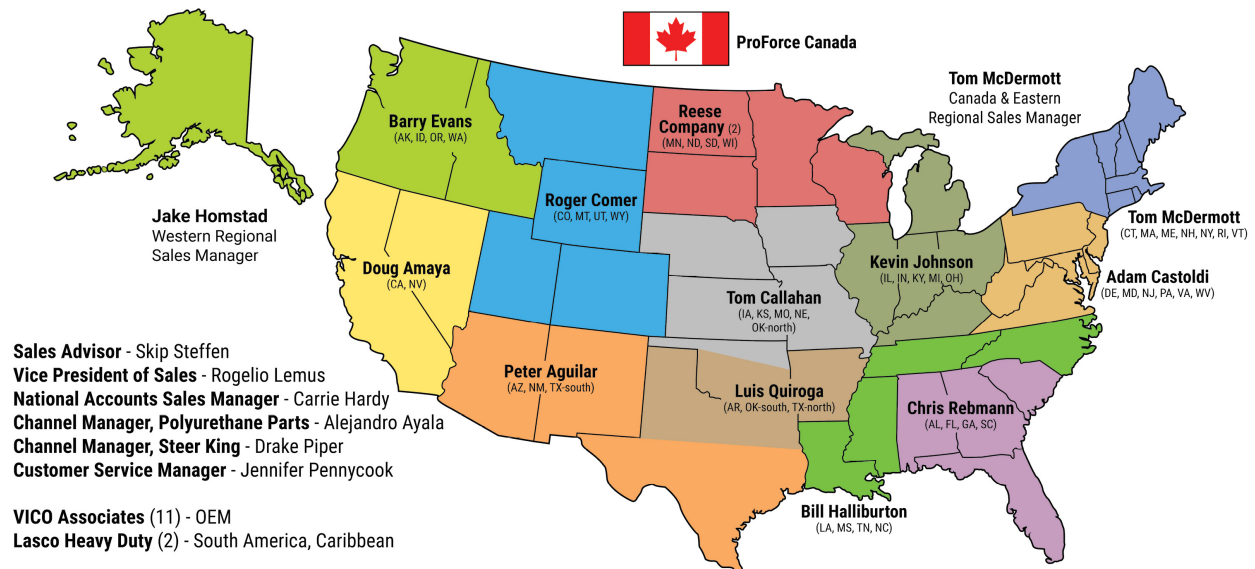 ProForce Canada
Tom McDermott
Canada & Eastern
Regional Sales Manager
Barry Evans
(AK, ID, OR, WA)
Reese
Company (2)
(MN, ND, SD, WI)
Roger Comer
(CO, MT, UT, WY)
Jake Homstad
Western Regional
Sales Manager
Tom McDermott
(CT, MA, ME, NH, NY, RI, VT)
Doug Amaya
(CA, NV)
Kevin Johnson
(IL, IN, KY, MI, OH)
Adam Castoldi
(DE, MD, NJ, PA, VA, WV)
Tom Callahan
(IA, KS, MO, NE,
OK-north)
Peter Aguilar
(AZ, NM, TX-south)
Luis Quiroga
(AR, OK-south, TX-north)
Chris Rebmann
(AL, FL, GA, SC)
Bill Halliburton
(LA, MS, TN, NC)
Sales Advisor - Skip Steffen
Vice President of Sales - Rogelio Lemus
National Accounts Sales Manager - Carrie Hardy
Channel Manager, Polyurethane Parts - Alejandro Ayala
Channel Manager, Steer King - Drake Piper
Customer Service Manager - Jennifer Pennycook
VICO Associates (11) - OEM
Lasco Heavy Duty (2) - South America, Caribbean